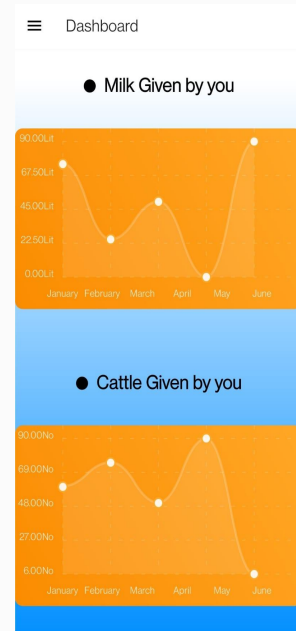 Dashboard
Milk Given by you
90.00Lit
67.50Lit
45.00Lit
22.50Lit
0.00Lit
January February March April May June
Cattle Given by you
90.00No
69.00No
48.00No
27.00No
6.00No
January February March April May June